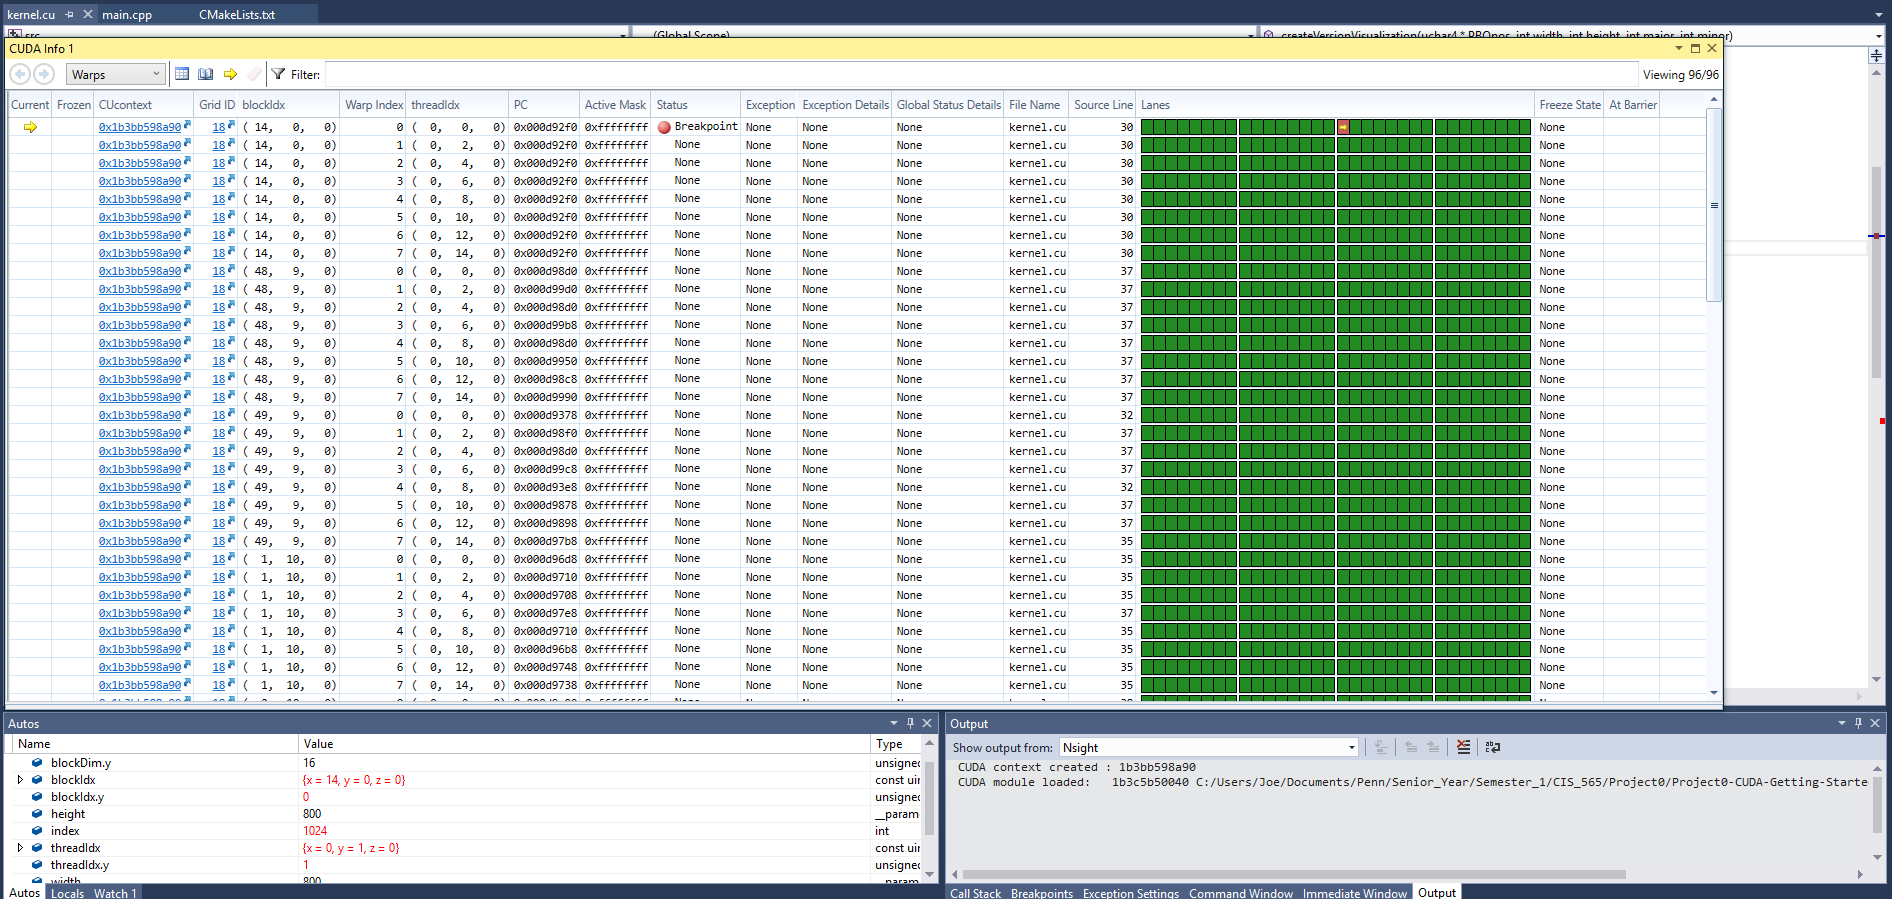 kernel.cu main.cpp CMakeLists.txt
src (Global Scope) createVersionVisualization(uchar4 * PBOpos, int width, int height, int major, int minor)
CUDA Info 1
Warps Filter: Viewing 96/96
Current Frozen CUcontext Grid ID blockIdx Warp Index threadIdx PC Active Mask Status Exception Exception Details Global Status Details File Name Source Line Lanes Freeze State At Barrier
0x1b3bb598a90 18 ( 14, 0, 0) 0 ( 0, 0, 0) 0x000d92f0 0xffffffff Breakpoint None None None kernel.cu 30 None
0x1b3bb598a90 18 ( 14, 0, 0) 1 ( 0, 2, 0) 0x000d92f0 0xffffffff None None None None kernel.cu 30 None
0x1b3bb598a90 18 ( 14, 0, 0) 2 ( 0, 4, 0) 0x000d92f0 0xffffffff None None None None kernel.cu 30 None
0x1b3bb598a90 18 ( 14, 0, 0) 3 ( 0, 6, 0) 0x000d92f0 0xffffffff None None None None kernel.cu 30 None
0x1b3bb598a90 18 ( 14, 0, 0) 4 ( 0, 8, 0) 0x000d92f0 0xffffffff None None None None kernel.cu 30 None
0x1b3bb598a90 18 ( 14, 0, 0) 5 ( 0, 10, 0) 0x000d92f0 0xffffffff None None None None kernel.cu 30 None
0x1b3bb598a90 18 ( 14, 0, 0) 6 ( 0, 12, 0) 0x000d92f0 0xffffffff None None None None kernel.cu 30 None
0x1b3bb598a90 18 ( 14, 0, 0) 7 ( 0, 14, 0) 0x000d92f0 0xffffffff None None None None kernel.cu 30 None
0x1b3bb598a90 18 ( 48, 9, 0) 0 ( 0, 0, 0) 0x000d98d0 0xffffffff None None None None kernel.cu 37 None
0x1b3bb598a90 18 ( 48, 9, 0) 1 ( 0, 2, 0) 0x000d99d0 0xffffffff None None None None kernel.cu 37 None
0x1b3bb598a90 18 ( 48, 9, 0) 2 ( 0, 4, 0) 0x000d98d0 0xffffffff None None None None kernel.cu 37 None
0x1b3bb598a90 18 ( 48, 9, 0) 3 ( 0, 6, 0) 0x000d99b8 0xffffffff None None None None kernel.cu 37 None
0x1b3bb598a90 18 ( 48, 9, 0) 4 ( 0, 8, 0) 0x000d98d0 0xffffffff None None None None kernel.cu 37 None
0x1b3bb598a90 18 ( 48, 9, 0) 5 ( 0, 10, 0) 0x000d9950 0xffffffff None None None None kernel.cu 37 None
0x1b3bb598a90 18 ( 48, 9, 0) 6 ( 0, 12, 0) 0x000d98c8 0xffffffff None None None None kernel.cu 37 None
0x1b3bb598a90 18 ( 48, 9, 0) 7 ( 0, 14, 0) 0x000d9990 0xffffffff None None None None kernel.cu 37 None
0x1b3bb598a90 18 ( 49, 9, 0) 0 ( 0, 0, 0) 0x000d9378 0xffffffff None None None None kernel.cu 32 None
0x1b3bb598a90 18 ( 49, 9, 0) 1 ( 0, 2, 0) 0x000d98f0 0xffffffff None None None None kernel.cu 37 None
0x1b3bb598a90 18 ( 49, 9, 0) 2 ( 0, 4, 0) 0x000d98d0 0xffffffff None None None None kernel.cu 37 None
0x1b3bb598a90 18 ( 49, 9, 0) 3 ( 0, 6, 0) 0x000d99c8 0xffffffff None None None None kernel.cu 37 None
0x1b3bb598a90 18 ( 49, 9, 0) 4 ( 0, 8, 0) 0x000d93e8 0xffffffff None None None None kernel.cu 32 None
0x1b3bb598a90 18 ( 49, 9, 0) 5 ( 0, 10, 0) 0x000d9878 0xffffffff None None None None kernel.cu 37 None
0x1b3bb598a90 18 ( 49, 9, 0) 6 ( 0, 12, 0) 0x000d9898 0xffffffff None None None None kernel.cu 37 None
0x1b3bb598a90 18 ( 49, 9, 0) 7 ( 0, 14, 0) 0x000d97b8 0xffffffff None None None None kernel.cu 35 None
0x1b3bb598a90 18 ( 1, 10, 0) 0 ( 0, 0, 0) 0x000d96d8 0xffffffff None None None None kernel.cu 35 None
0x1b3bb598a90 18 ( 1, 10, 0) 1 ( 0, 2, 0) 0x000d9710 0xffffffff None None None None kernel.cu 35 None
0x1b3bb598a90 18 ( 1, 10, 0) 2 ( 0, 4, 0) 0x000d9708 0xffffffff None None None None kernel.cu 35 None
0x1b3bb598a90 18 ( 1, 10, 0) 3 ( 0, 6, 0) 0x000d97e8 0xffffffff None None None None kernel.cu 37 None
0x1b3bb598a90 18 ( 1, 10, 0) 4 ( 0, 8, 0) 0x000d9710 0xffffffff None None None None kernel.cu 35 None
0x1b3bb598a90 18 ( 1, 10, 0) 5 ( 0, 10, 0) 0x000d96b8 0xffffffff None None None None kernel.cu 35 None
0x1b3bb598a90 18 ( 1, 10, 0) 6 ( 0, 12, 0) 0x000d9748 0xffffffff None None None None kernel.cu 35 None
0x1b3bb598a90 18 ( 1, 10, 0) 7 ( 0, 14, 0) 0x000d9738 0xffffffff None None None None kernel.cu 35 None
Autos
Name Value Type
blockDim.y 16 unsigned
blockIdx {x = 14, y = 0, z = 0} const uin
blockIdx.y 0 unsigned
height 800 __param
index 1024 int
threadIdx {x = 0, y = 1, z = 0} const uin
threadIdx.y 1 unsigned
width 800 __param
Autos Locals Watch 1
Output
Show output from: Nsight
CUDA context created : 1b3bb598a90
CUDA module loaded: 1b3c5b50040 C:/Users/Joe/Documents/Penn/Senior_Year/Semester_1/CIS_565/Project0/Project0-CUDA-Getting-Starte
Call Stack Breakpoints Exception Settings Command Window Immediate Window Output